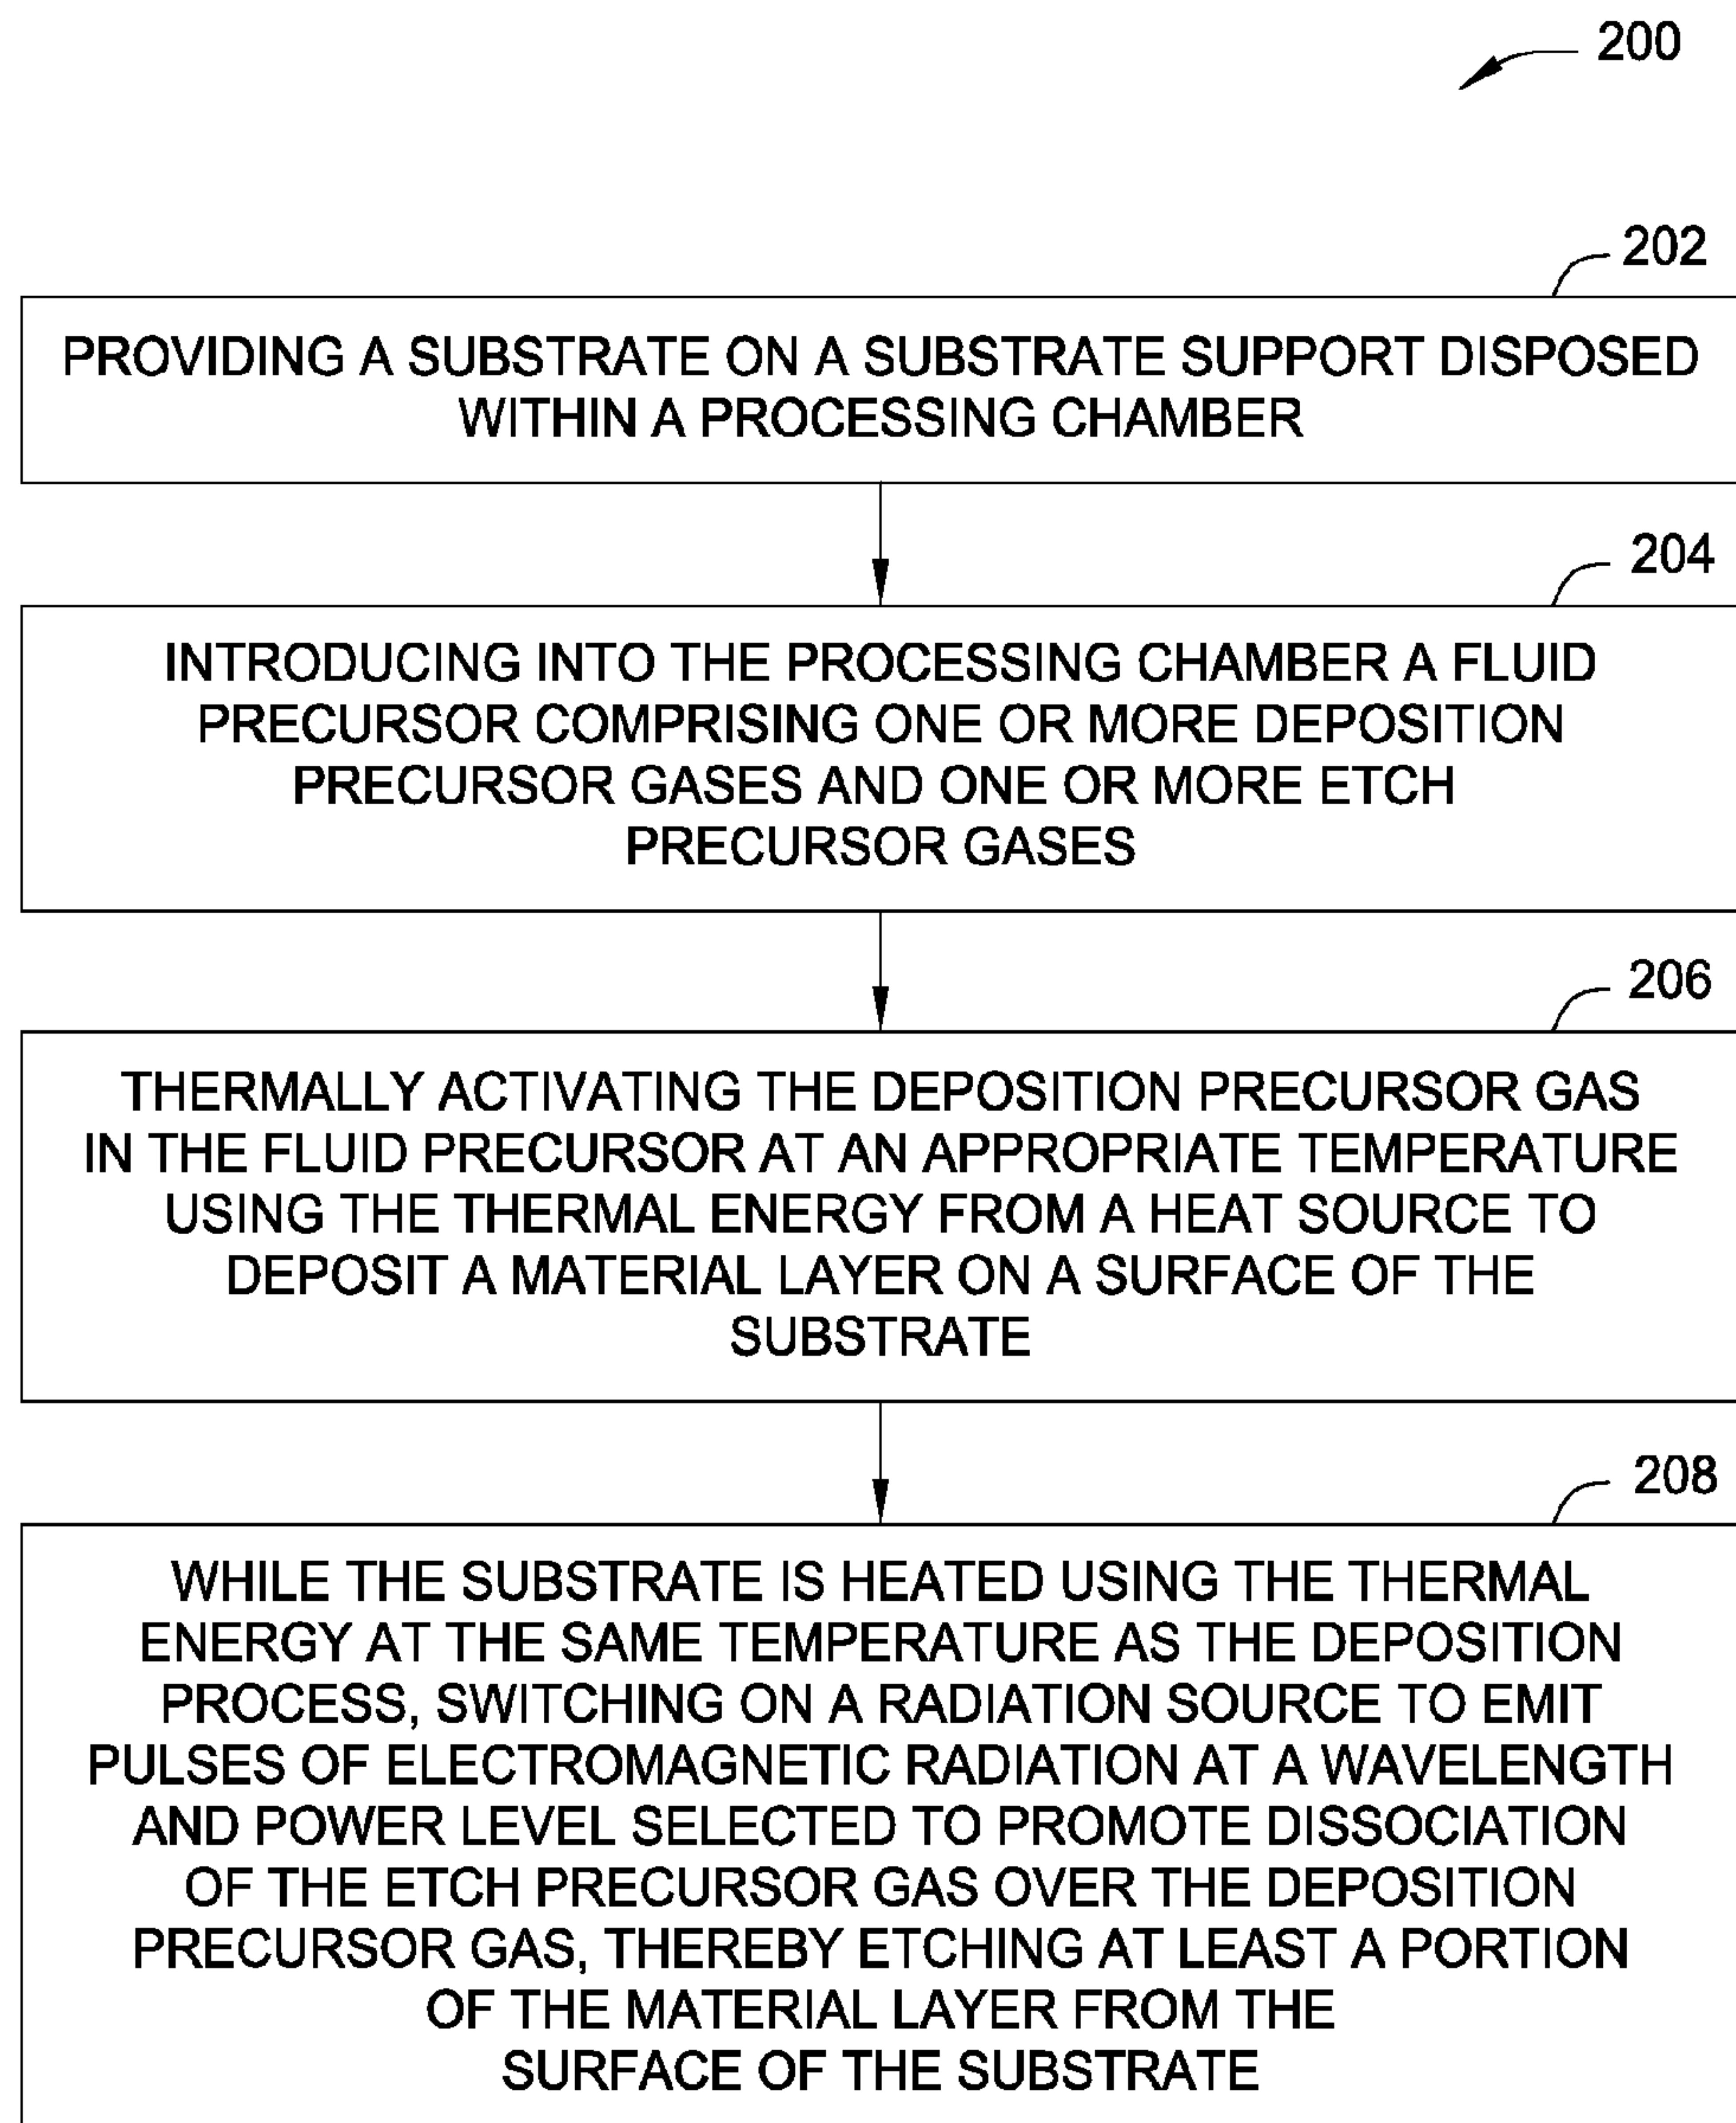 200
202
PROVIDING A SUBSTRATE ON A SUBSTRATE SUPPORT DISPOSED
WITHIN A PROCESSING CHAMBER
204
INTRODUCING INTO THE PROCESSING CHAMBER A FLUID
PRECURSOR COMPRISING ONE OR MORE DEPOSITION
PRECURSOR GASES AND ONE OR MORE ETCH
PRECURSOR GASES
206
THERMALLY ACTIVATING THE DEPOSITION PRECURSOR GAS
IN THE FLUID PRECURSOR AT AN APPROPRIATE TEMPERATURE
USING THE THERMAL ENERGY FROM A HEAT SOURCE TO
DEPOSIT A MATERIAL LAYER ON A SURFACE OF THE
SUBSTRATE
208
WHILE THE SUBSTRATE IS HEATED USING THE THERMAL
ENERGY AT THE SAME TEMPERATURE AS THE DEPOSITION
PROCESS, SWITCHING ON A RADIATION SOURCE TO EMIT
PULSES OF ELECTROMAGNETIC RADIATION AT A WAVELENGTH
AND POWER LEVEL SELECTED TO PROMOTE DISSOCIATION
OF THE ETCH PRECURSOR GAS OVER THE DEPOSITION
PRECURSOR GAS, THEREBY ETCHING AT LEAST A PORTION
OF THE MATERIAL LAYER FROM THE
SURFACE OF THE SUBSTRATE